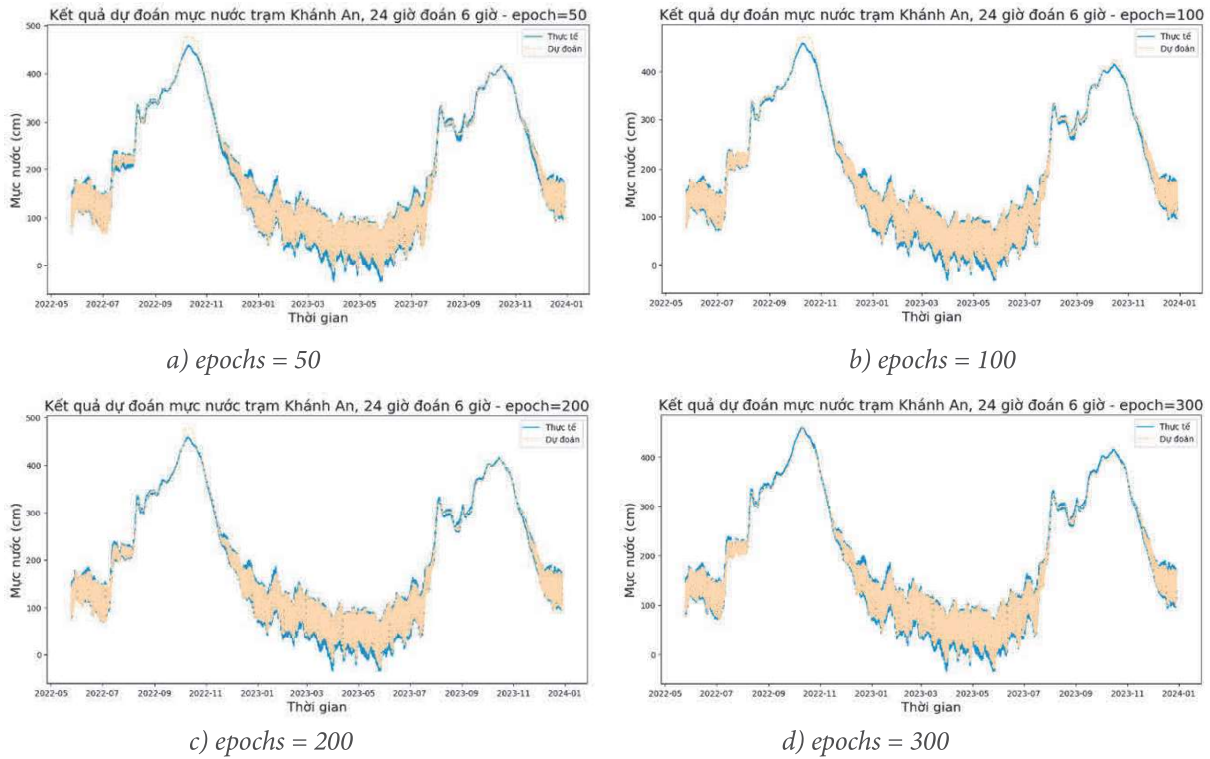 Kết quả dự đoán mực nước trạm Khánh An, 24 giờ đoán 6 giờ - epoch=50
Thực tế
Dự đoán
Mực nước (cm)
500
400
300
200
100
0
2022-05 2022-07 2022-09 2022-11 2023-01 2023-03 2023-05 2023-07 2023-09 2023-11 2024-01
Thời gian
a) epochs = 50
Kết quả dự đoán mực nước trạm Khánh An, 24 giờ đoán 6 giờ - epoch=100
Thực tế
Dự đoán
Mực nước (cm)
400
300
200
100
0
2022-05 2022-07 2022-09 2022-11 2023-01 2023-03 2023-05 2023-07 2023-09 2023-11 2024-01
Thời gian
b) epochs = 100
Kết quả dự đoán mực nước trạm Khánh An, 24 giờ đoán 6 giờ - epoch=200
Thực tế
Dự đoán
Mực nước (cm)
500
400
300
200
100
0
2022-05 2022-07 2022-09 2022-11 2023-01 2023-03 2023-05 2023-07 2023-09 2023-11 2024-01
Thời gian
c) epochs = 200
Kết quả dự đoán mực nước trạm Khánh An, 24 giờ đoán 6 giờ - epoch=300
Thực tế
Dự đoán
Mực nước (cm)
400
300
200
100
0
2022-05 2022-07 2022-09 2022-11 2023-01 2023-03 2023-05 2023-07 2023-09 2023-11 2024-01
Thời gian
d) epochs = 300